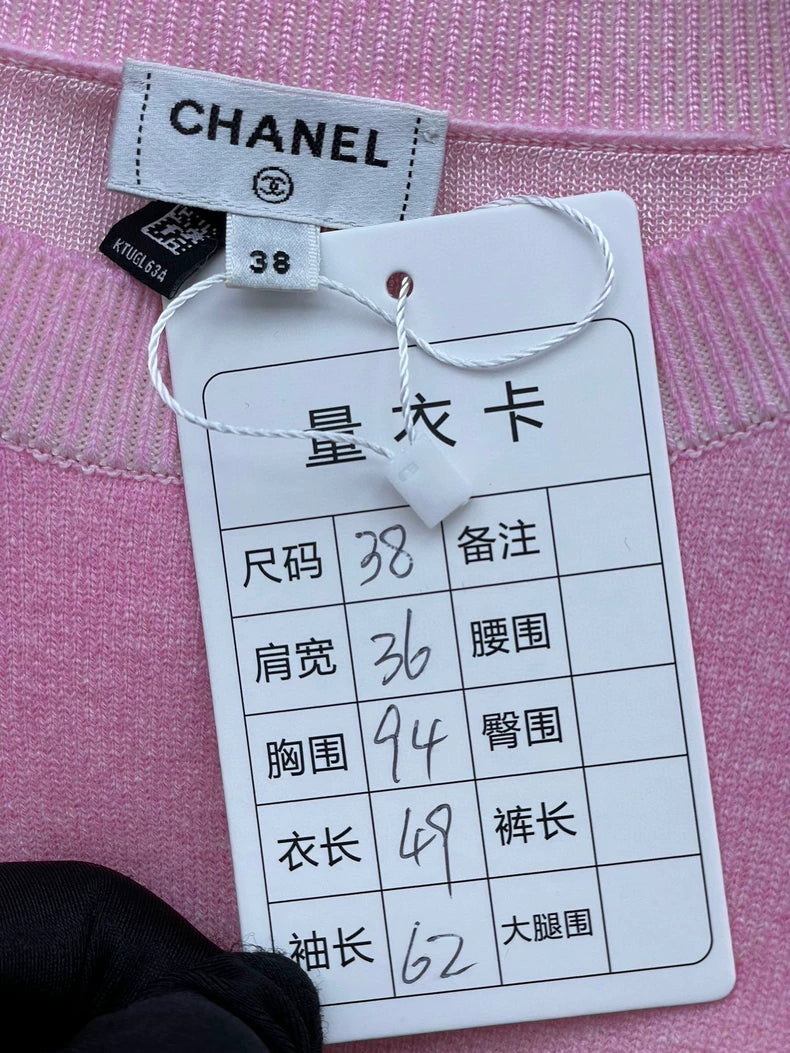 CHANEL
KTUGL63A
38
量衣卡
尺码 38 备注
肩宽 36 腰围
胸围 94 臀围
衣长 49 裤长
袖长 62 大腿围